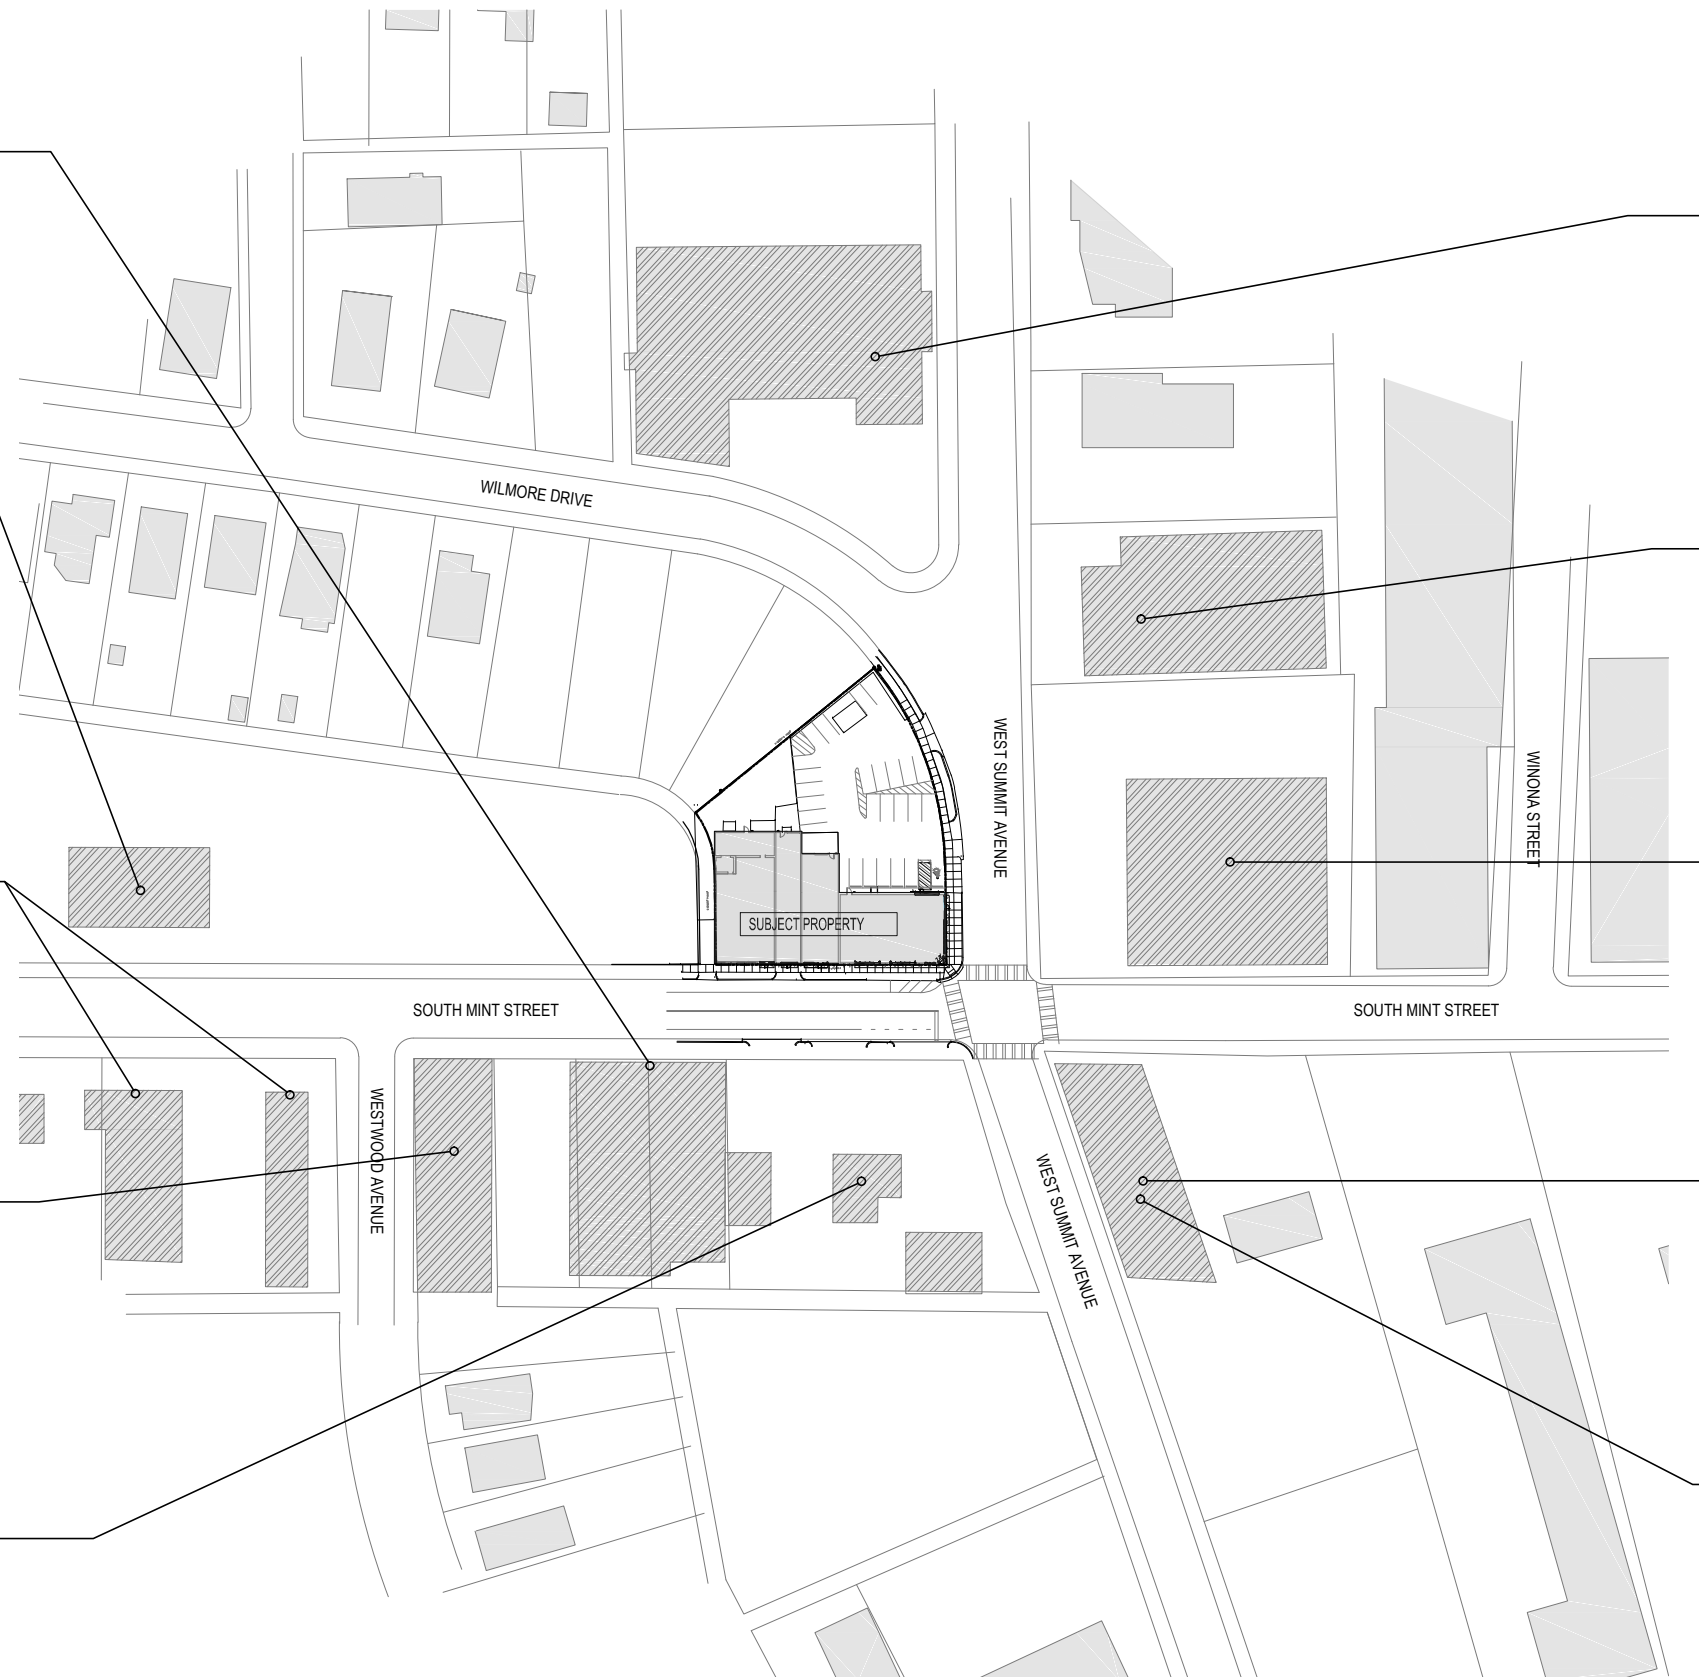 WILMORE DRIVE
WEST SUMMIT AVENUE
WINONA STREET
SUBJECT PROPERTY
SOUTH MINT STREET
SOUTH MINT STREET
WESTWOOD AVENUE
WEST SUMMIT AVENUE